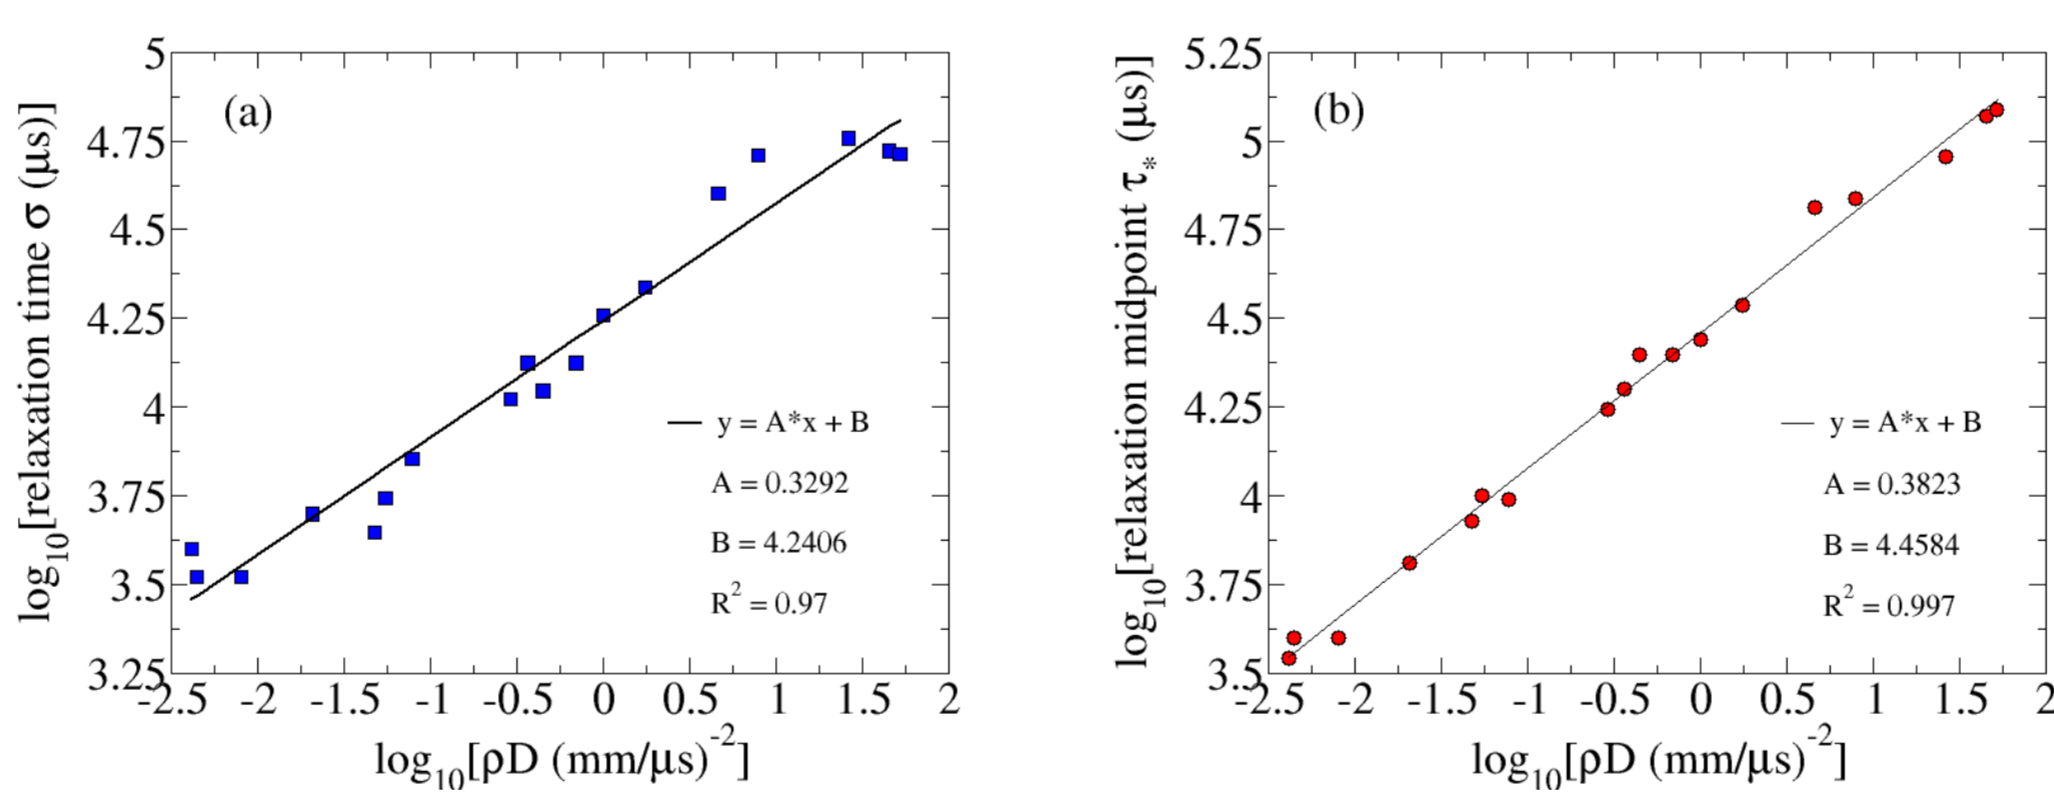 (a)
log10[relaxation time σ (μs)]
5
4.75
4.5
4.25
4
3.75
3.5
3.25
-2.5 -2 -1.5 -1 -0.5 0 0.5 1 1.5 2
log10[ρD (mm/μs)-2]
y = A*x + B
A = 0.3292
B = 4.2406
R2 = 0.97
(b)
log10[relaxation midpoint τ* (μs)]
5.25
5
4.75
4.5
4.25
4
3.75
3.5
-2.5 -2 -1.5 -1 -0.5 0 0.5 1 1.5 2
log10[ρD (mm/μs)-2]
y = A*x + B
A = 0.3823
B = 4.4584
R2 = 0.997